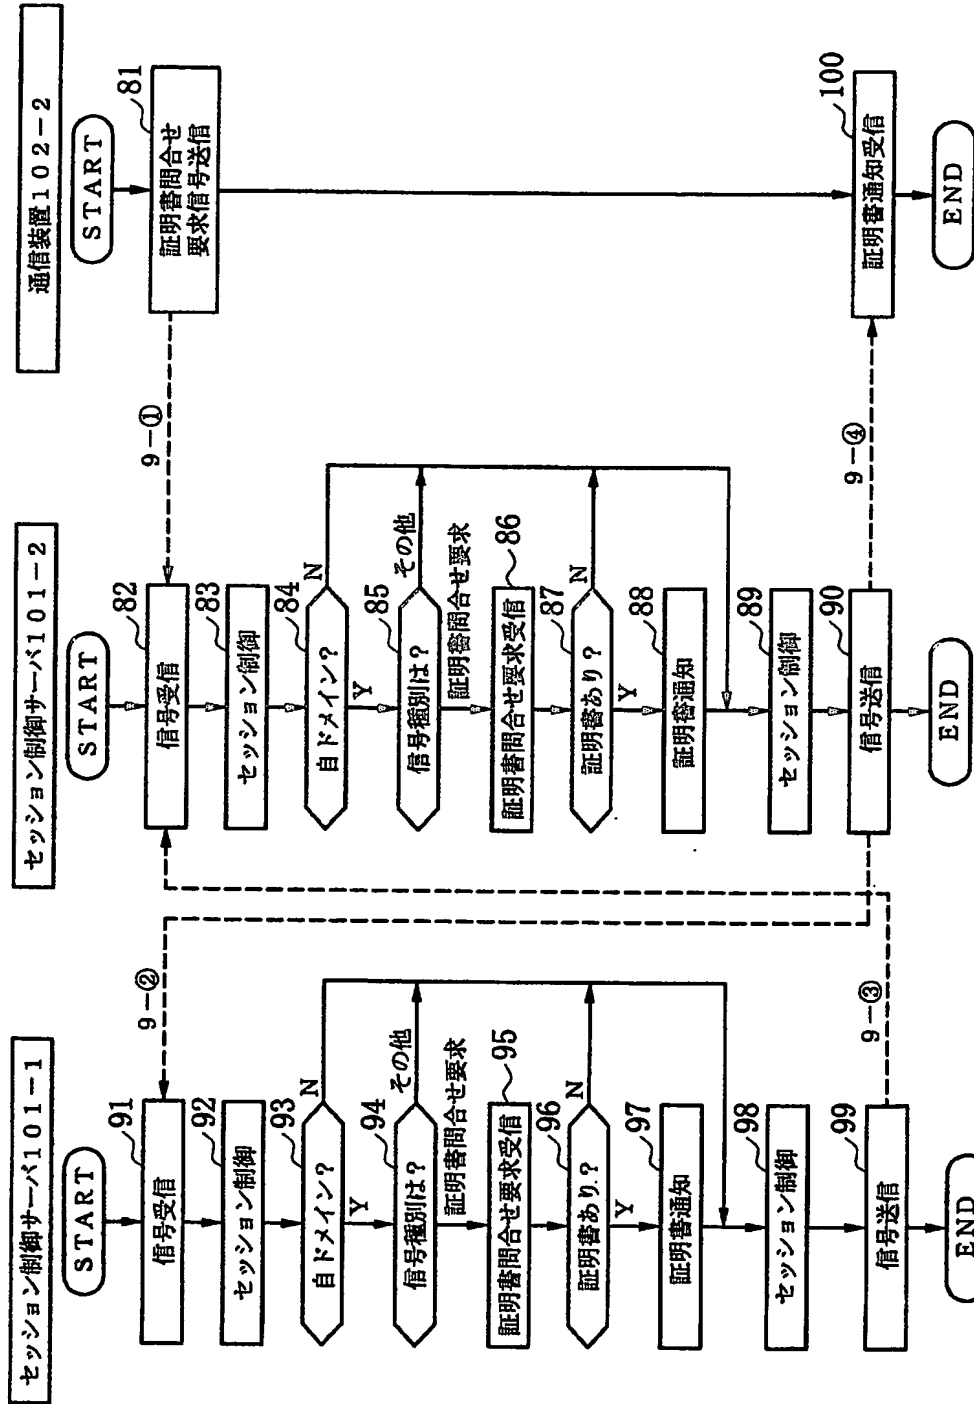 セッション制御サーバ101-1
START
91
信号受信
92
セッション制御
93
自ドメイン?
N
Y
94
信号種別は?
その他
証明書問合せ要求
95
証明書問合せ要求受信
96
証明書あり?
N
Y
97
証明書通知
98
セッション制御
99
信号送信
END
9-②
9-③
セッション制御サーバ101-2
START
82
信号受信
83
セッション制御
84
自ドメイン?
N
Y
85
信号種別は?
その他
証明書問合せ要求
86
証明書問合せ要求受信
87
証明書あり?
N
Y
88
証明書通知
89
セッション制御
90
信号送信
END
9-①
9-④
通信装置102-2
START
81
証明書問合せ
要求信号送信
100
証明書通知受信
END